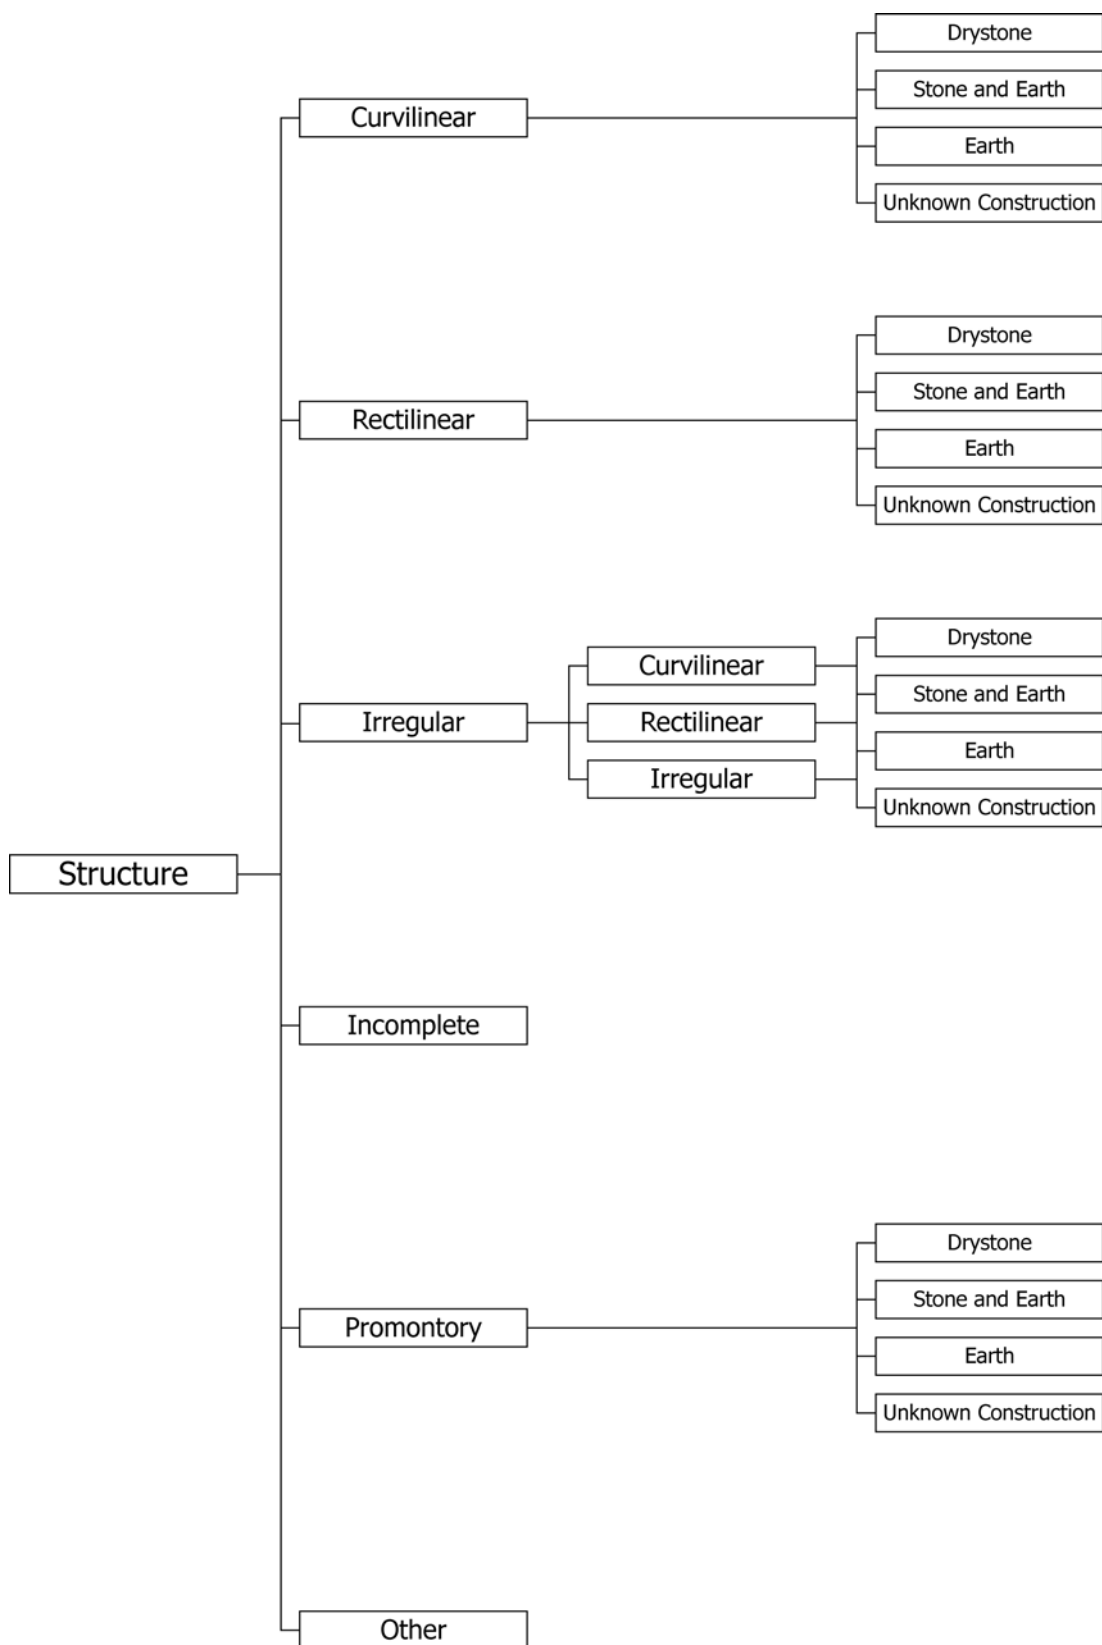 Drystone
Stone and Earth
Curvilinear
Earth
Unknown Construction
Drystone
Stone and Earth
Rectilinear
Earth
Unknown Construction
Drystone
Curvilinear
Stone and Earth
Irregular
Rectilinear
Earth
Irregular
Unknown Construction
Structure
Incomplete
Drystone
Stone and Earth
Promontory
Earth
Unknown Construction
Other